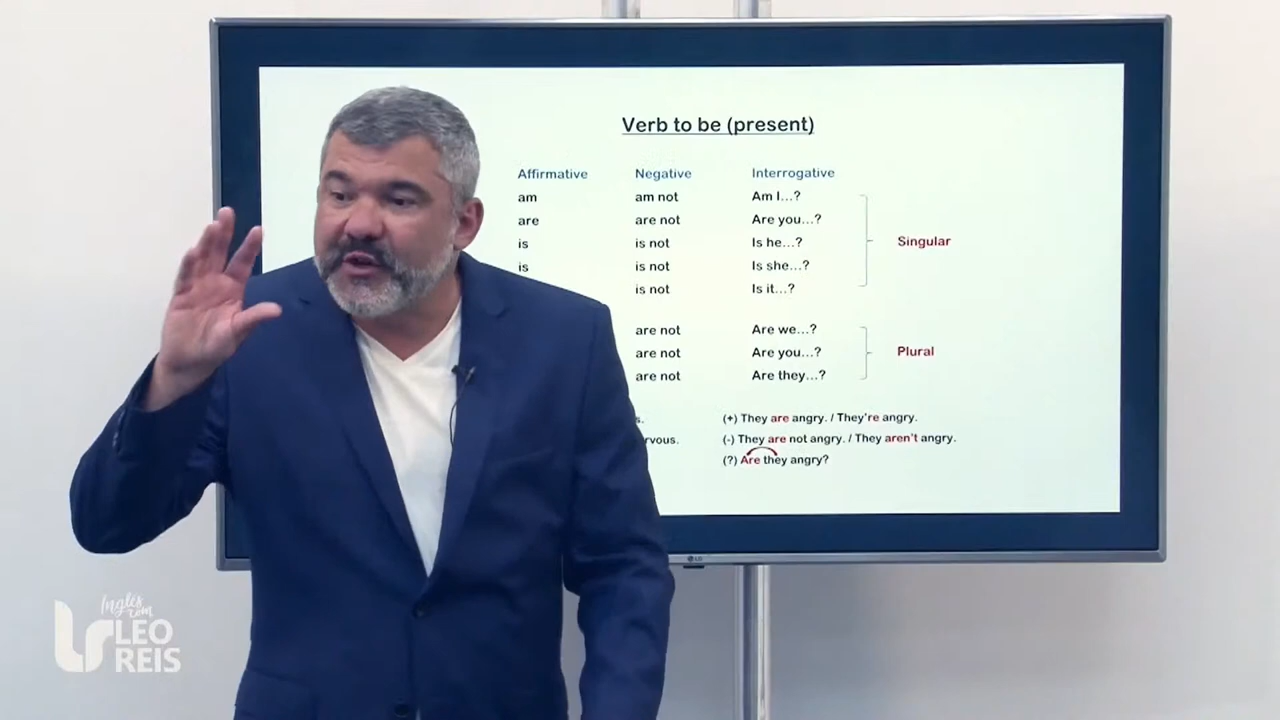 Verb to be (present)
Affirmative Negative Interrogative
am am not Am I...?
are are not Are you...?
is is not Is he...?
is is not Is she...?
is not Is it...?
Singular
are not Are we...?
are not Are you...?
are not Are they...?
Plural
s. (+) They are angry. / They're angry.
rvous. (-) They are not angry. / They aren't angry.
(?) Are they angry?
LG
Inglês
com
LEO
REIS